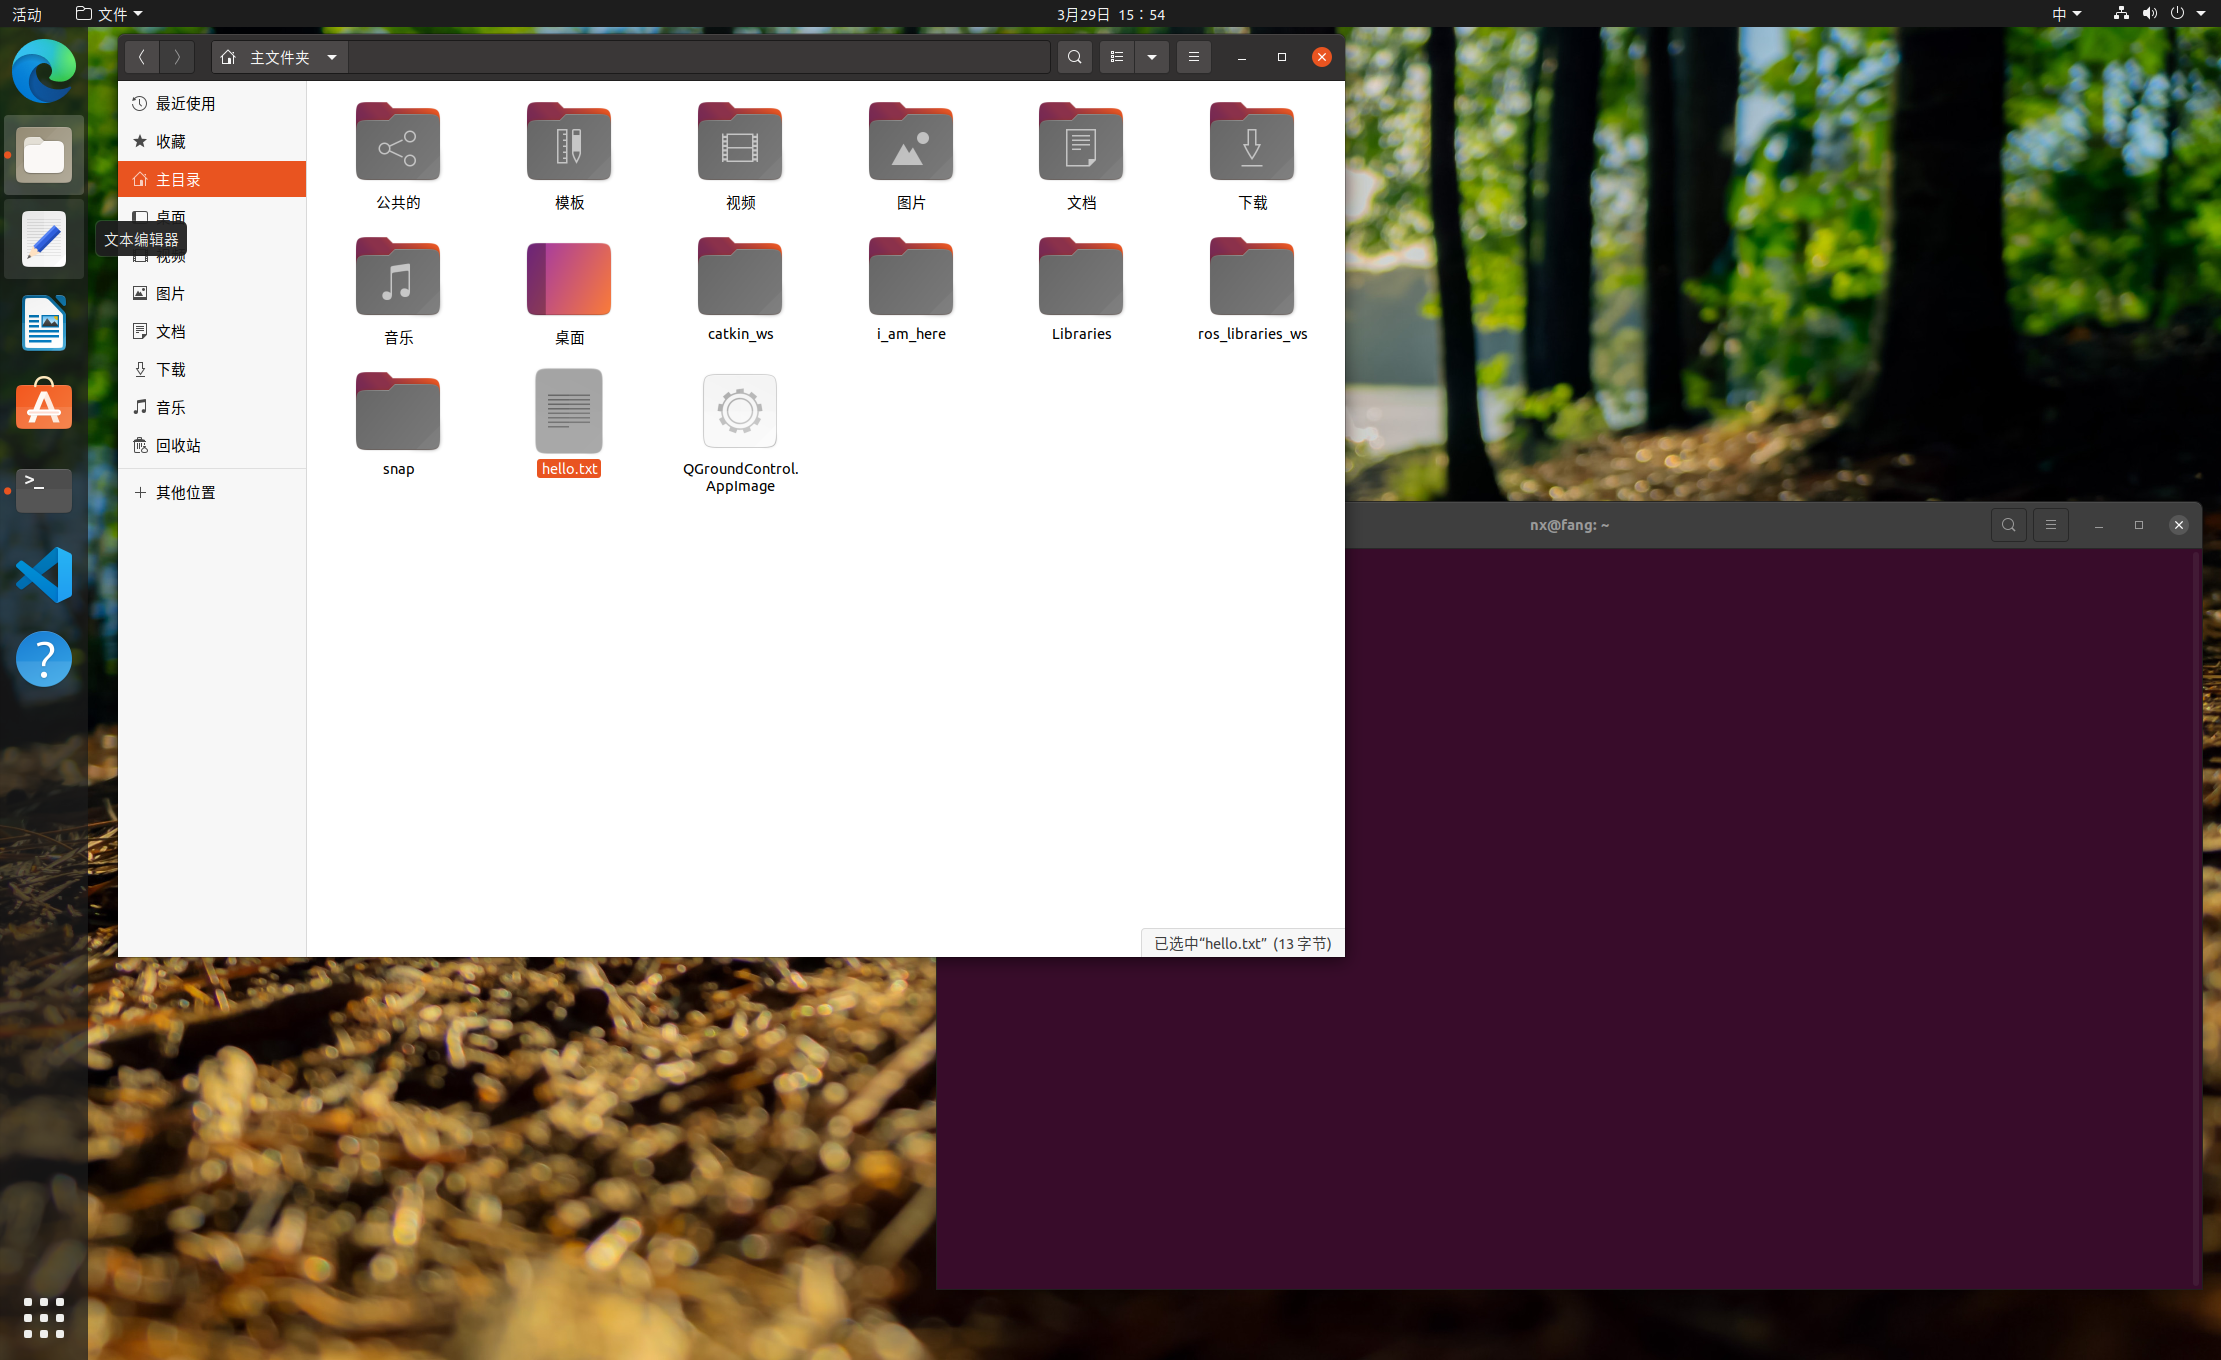 活动
文件
3月29日 15：54
中
主文件夹
最近使用
收藏
主目录
桌面
文本编辑器
视频
图片
文档
下载
音乐
回收站
其他位置
公共的
模板
视频
图片
文档
下载
音乐
桌面
catkin_ws
i_am_here
Libraries
ros_libraries_ws
snap
hello.txt
QGroundControl.
AppImage
已选中“hello.txt” (13 字节)
nx@fang: ~
>_
?